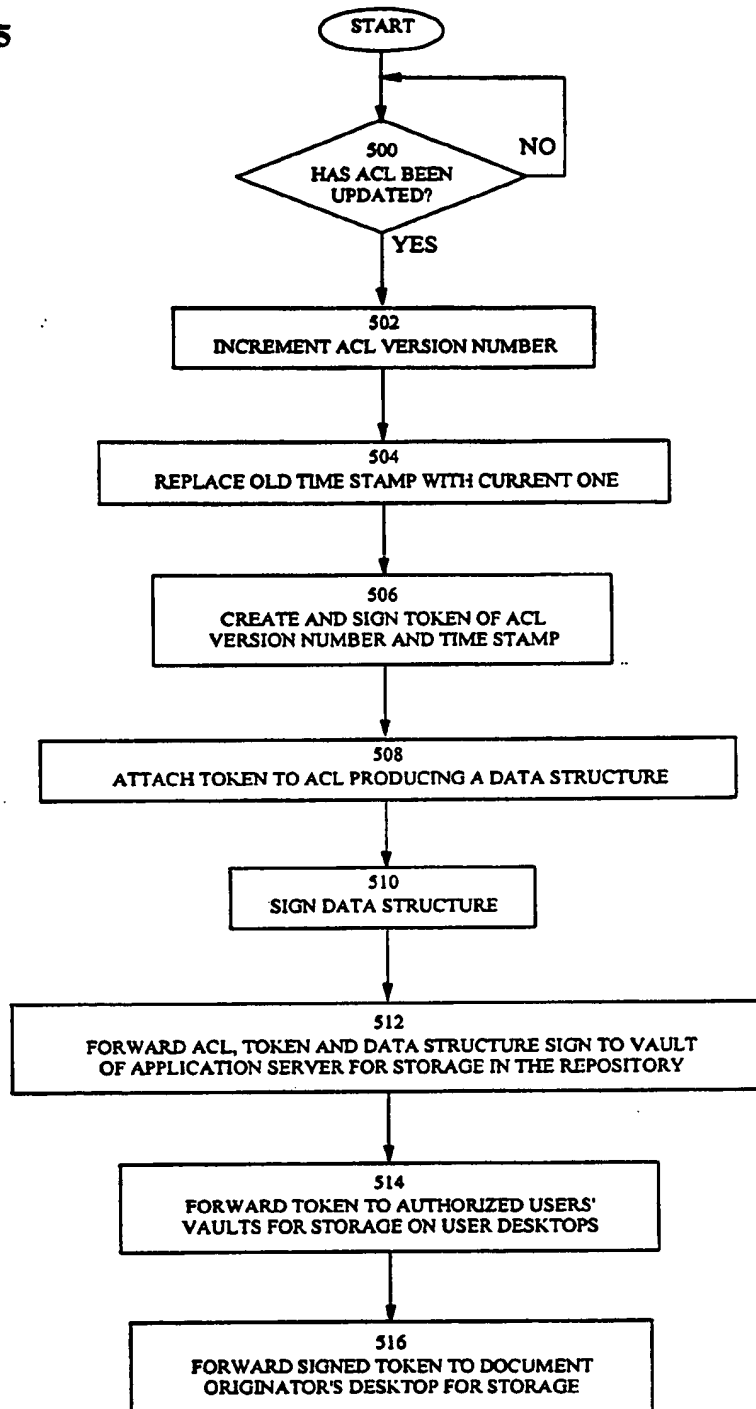 5
START
500
HAS ACL BEEN
UPDATED?
NO
YES
502
INCREMENT ACL VERSION NUMBER
504
REPLACE OLD TIME STAMP WITH CURRENT ONE
506
CREATE AND SIGN TOKEN OF ACL
VERSION NUMBER AND TIME STAMP
508
ATTACH TOKEN TO ACL PRODUCING A DATA STRUCTURE
510
SIGN DATA STRUCTURE
512
FORWARD ACL, TOKEN AND DATA STRUCTURE SIGN TO VAULT
OF APPLICATION SERVER FOR STORAGE IN THE REPOSITORY
514
FORWARD TOKEN TO AUTHORIZED USERS'
VAULTS FOR STORAGE ON USER DESKTOPS
516
FORWARD SIGNED TOKEN TO DOCUMENT
ORIGINATOR'S DESKTOP FOR STORAGE